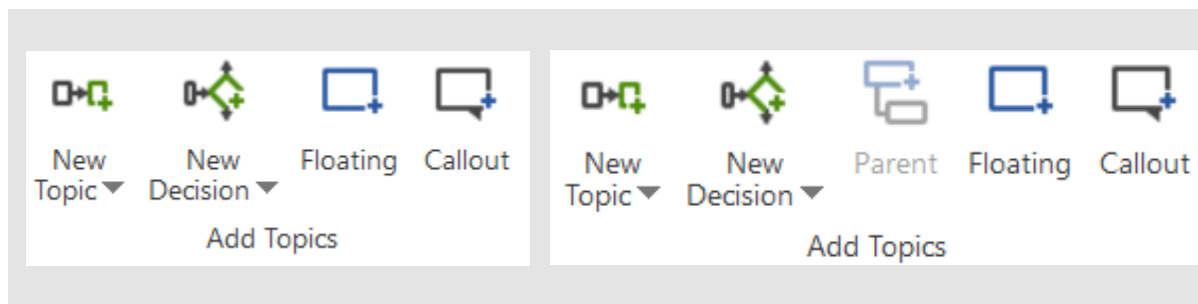 New
Topic
New
Decision
Floating
Callout
Add Topics
New
Topic
New
Decision
Parent
Floating
Callout
Add Topics